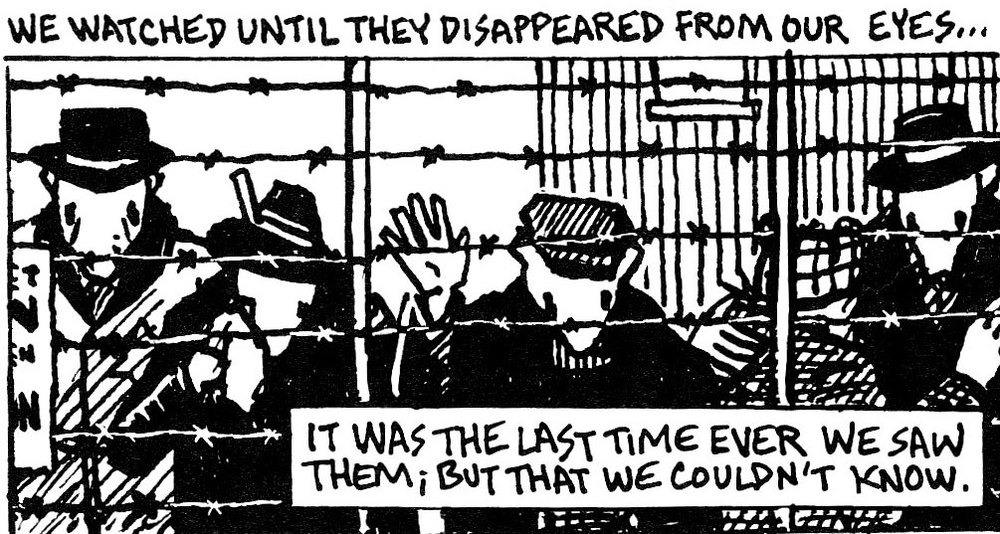 WE WATCHED UNTIL THEY DISAPPEARED FROM OUR EYES...
IT WAS THE LAST TIME EVER WE SAW
THEM; BUT THAT WE COULDN'T KNOW.